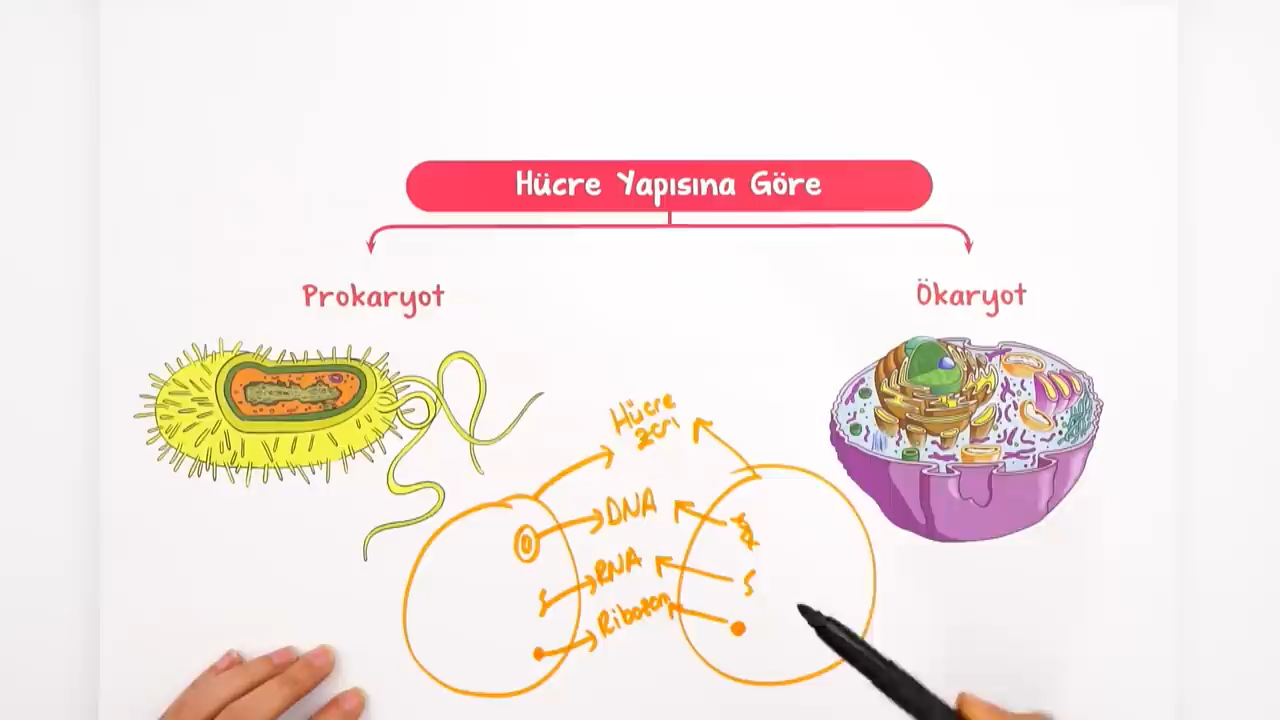 Hücre Yapısına Göre
Prokaryot
Ökaryot
Hücre
zarı
DNA
RNA
Ribozom